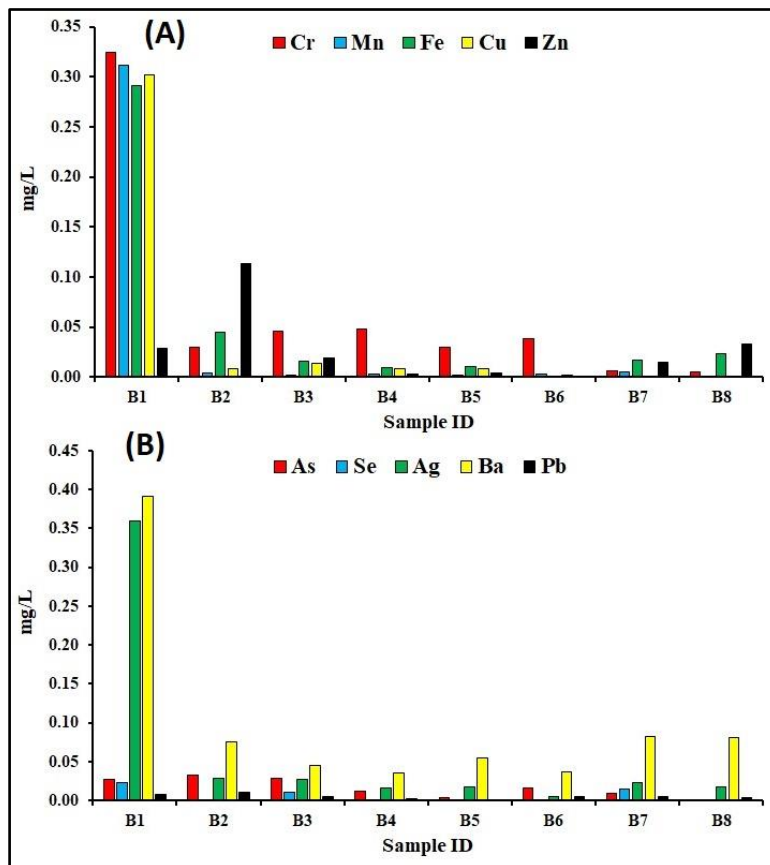 (A)
Cr Mn Fe Cu Zn
0.35
0.30
0.25
0.20
0.15
0.10
0.05
0.00
mg/L
B1 B2 B3 B4 B5 B6 B7 B8
Sample ID
(B)
As Se Ag Ba Pb
0.45
0.40
0.35
0.30
0.25
0.20
0.15
0.10
0.05
0.00
mg/L
B1 B2 B3 B4 B5 B6 B7 B8
Sample ID